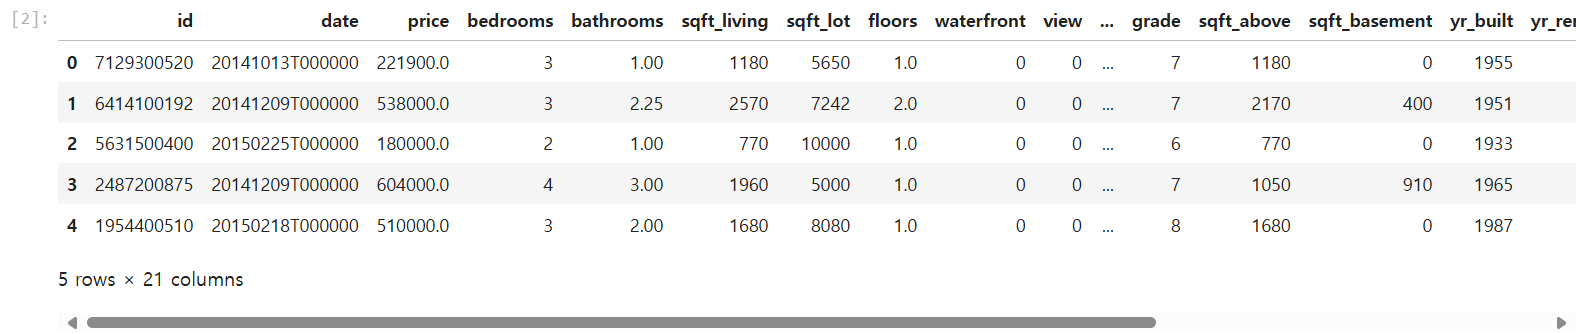 [2]:
id date price bedrooms bathrooms sqft_living sqft_lot floors waterfront view ... grade sqft_above sqft_basement yr_built yr_re
0 7129300520 20141013T000000 221900.0 3 1.00 1180 5650 1.0 0 0 ... 7 1180 0 1955
1 6414100192 20141209T000000 538000.0 3 2.25 2570 7242 2.0 0 0 ... 7 2170 400 1951
2 5631500400 20150225T000000 180000.0 2 1.00 770 10000 1.0 0 0 ... 6 770 0 1933
3 2487200875 20141209T000000 604000.0 4 3.00 1960 5000 1.0 0 0 ... 7 1050 910 1965
4 1954400510 20150218T000000 510000.0 3 2.00 1680 8080 1.0 0 0 ... 8 1680 0 1987
5 rows × 21 columns